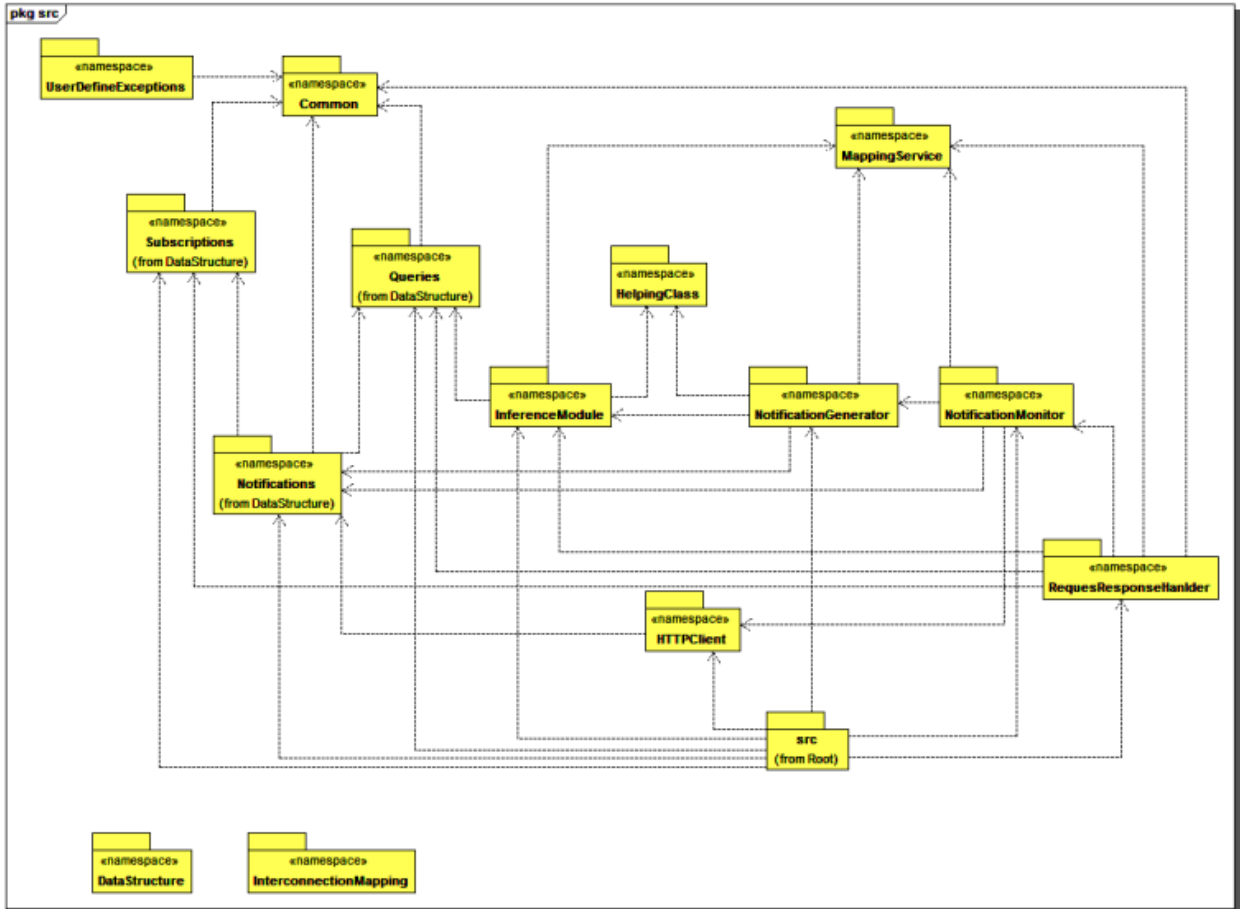 pkg src
«namespace»
UserDefineExceptions
«namespace»
Common
«namespace»
MappingService
«namespace»
Subscriptions
(from DataStructure)
«namespace»
Queries
(from DataStructure)
«namespace»
HelpingClass
«namespace»
InferenceModule
«namespace»
NotificationGenerator
«namespace»
NotificationMonitor
«namespace»
Notifications
(from DataStructure)
«namespace»
RequesResponseHanlder
«namespace»
HTTPClient
src
(from Root)
«namespace»
DataStructure
«namespace»
InterconnectionMapping